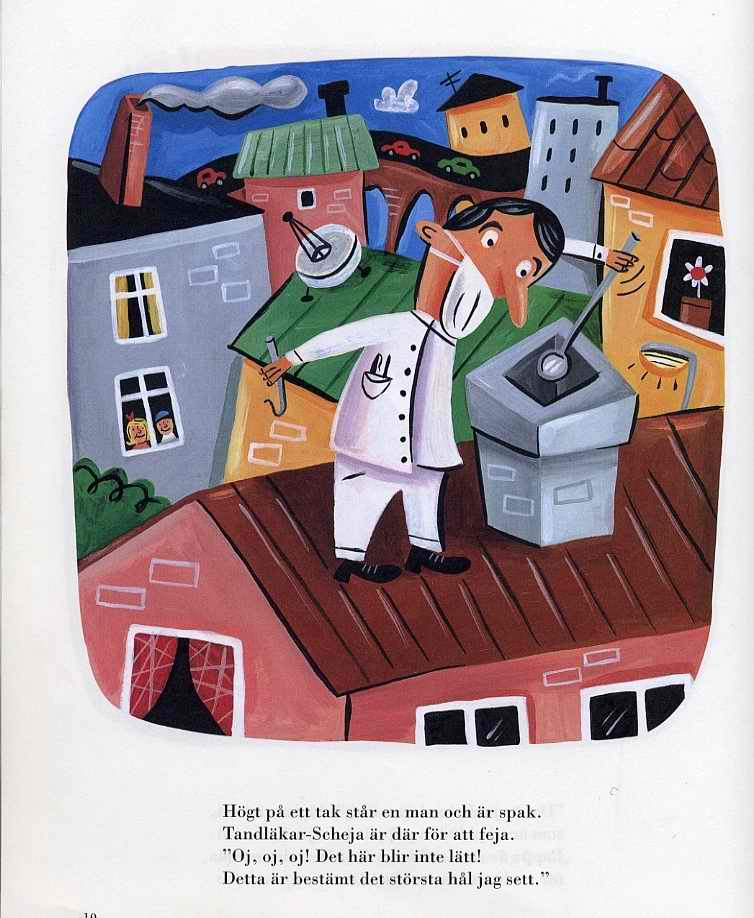 Högt på ett tak står en man och är spak.
Tandläkar-Scheja är där för att feja.
”Oj, oj, oj! Det här blir inte lätt!
Detta är bestämt det största hål jag sett.”